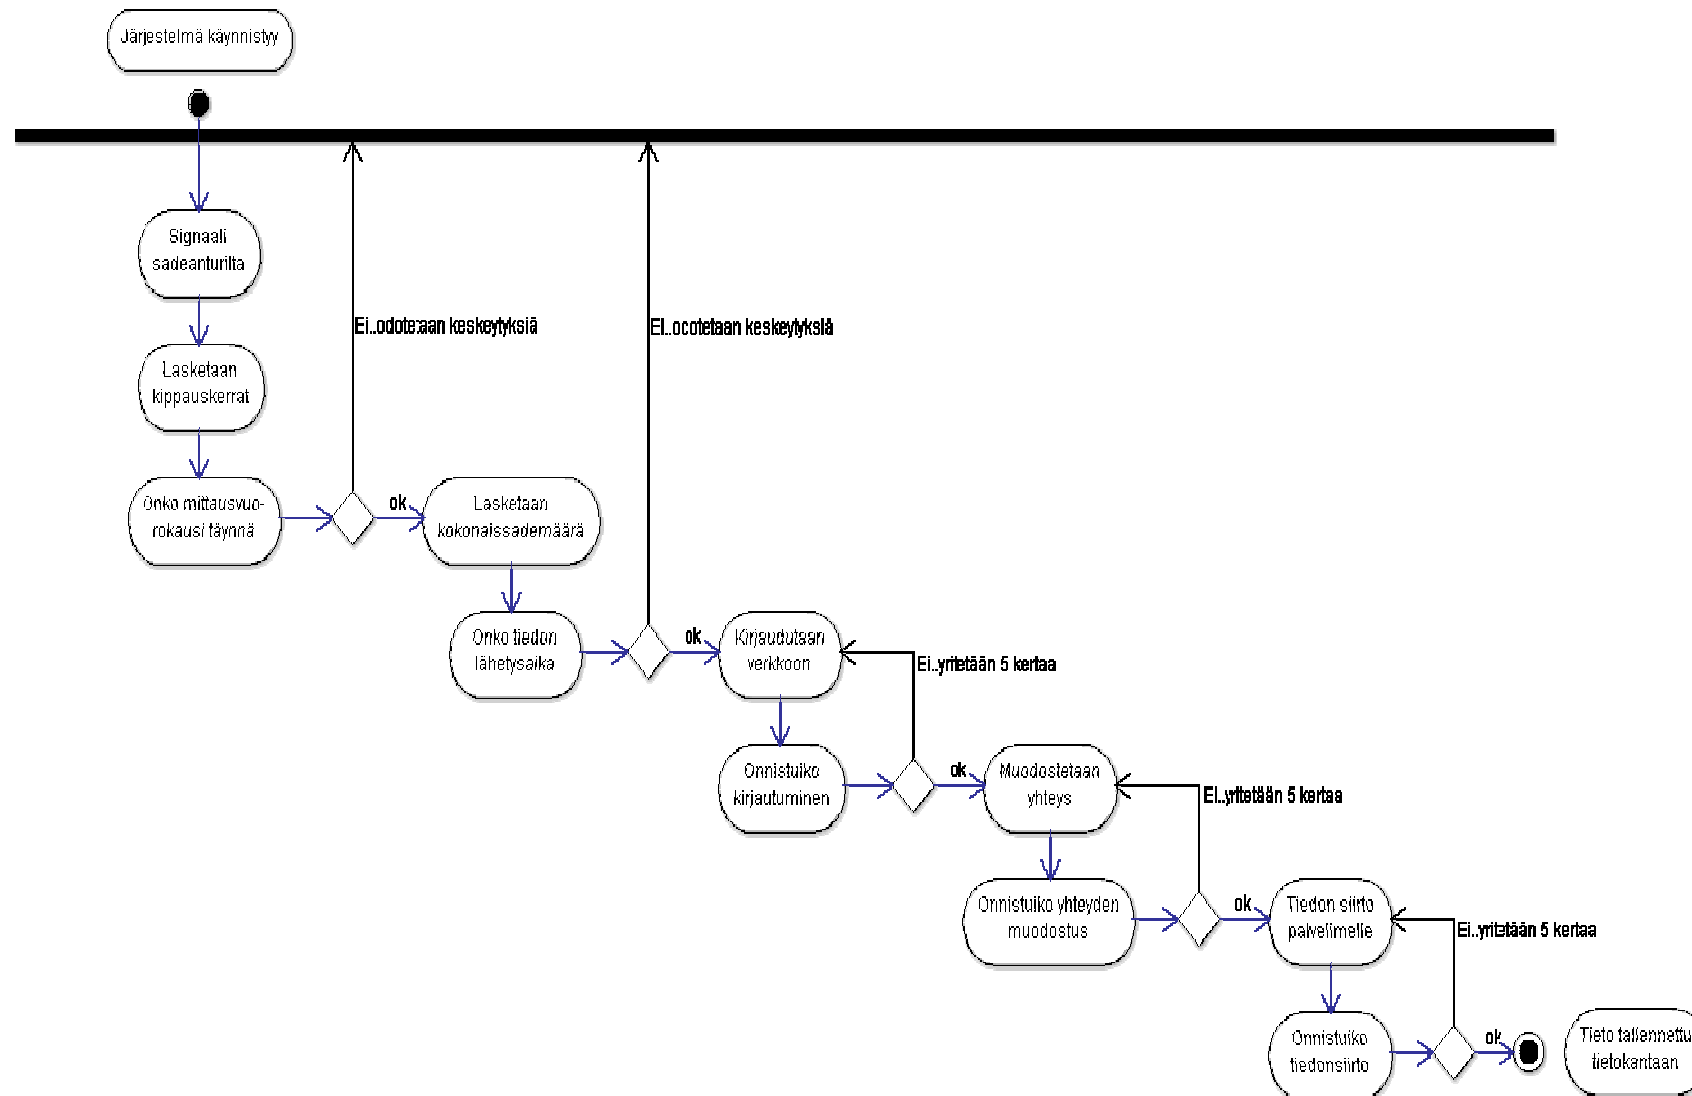 Järjestelmä käynnistyy
Signaali
sadeanturilta
Ei..odotetaan keskeytyksiä
Ei..ocotetaan keskeytyksiä
Lasketaan
kippauskerrat
Onko mittausvuo-
rokausi täynnä
ok
Lasketaan
kokonaissademäärä
Onko tiedon
lähetysaika
ok
Kirjaudutaan
verkkoon
Ei..yritetään 5 kertaa
Onnistuiko
kirjautuminen
ok
Muodostetaan
yhteys
Ei..yritetään 5 kertaa
Onnistuiko yhteyden
muodostus
ok
Tiedon siirto
palvelimelle
Ei..yritetään 5 kertaa
Onnistuiko
tiedonsiirto
ok
Tieto tallennettu
tietokantaan